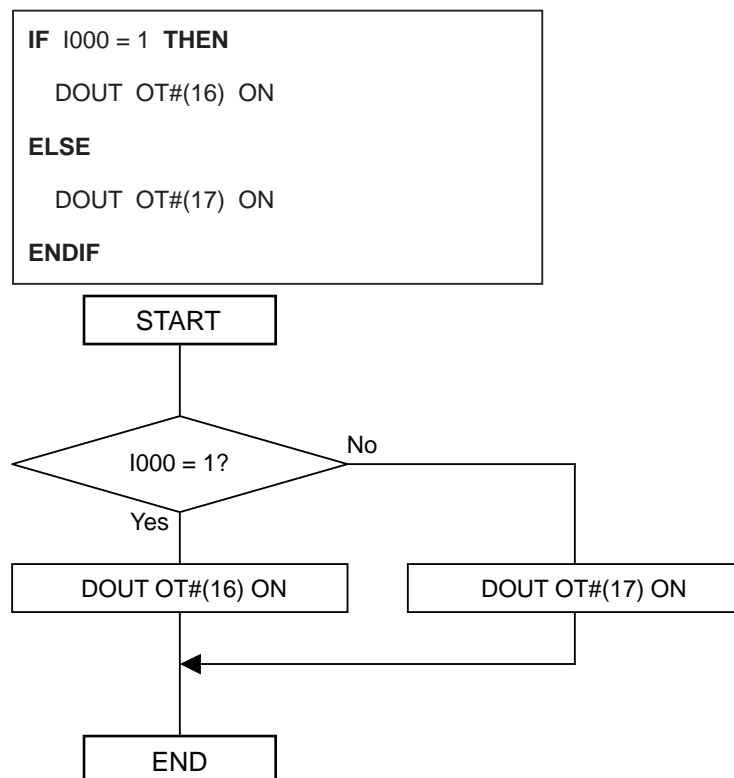 IF I000 = 1 THEN
DOUT OT#(16) ON
ELSE
DOUT OT#(17) ON
ENDIF
START
I000 = 1?
No
Yes
DOUT OT#(16) ON
DOUT OT#(17) ON
END